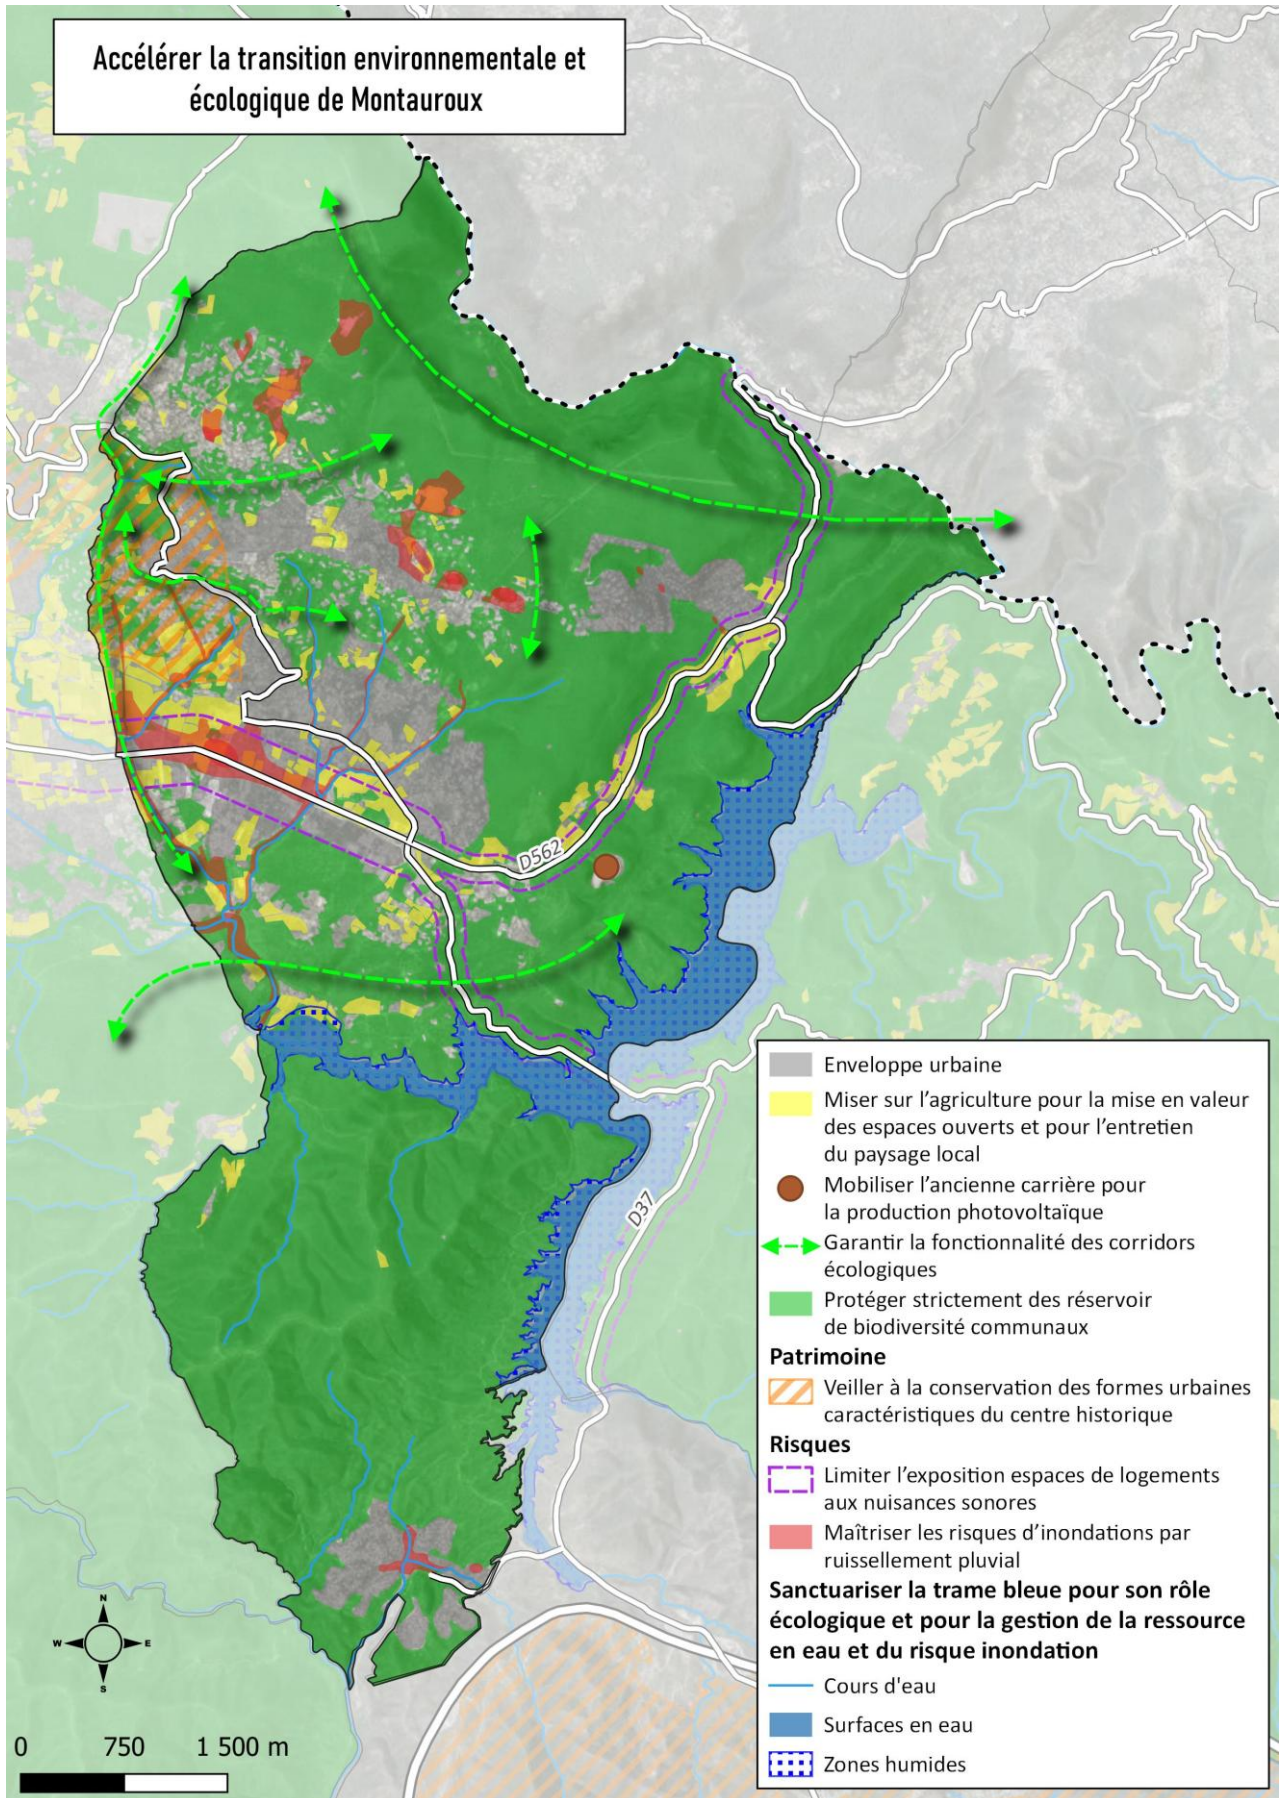 Accélérer la transition environnementale et
écologique de Montauroux
D562
D37
Enveloppe urbaine
Miser sur l'agriculture pour la mise en valeur
des espaces ouverts et pour l'entretien
du paysage local
Mobiliser l'ancienne carrière pour
la production photovoltaïque
Garantir la fonctionnalité des corridors
écologiques
Protéger strictement des réservoir
de biodiversité communaux
Patrimoine
Veiller à la conservation des formes urbaines
caractéristiques du centre historique
Risques
Limiter l'exposition espaces de logements
aux nuisances sonores
Maîtriser les risques d'inondations par
ruissellement pluvial
Sanctuariser la trame bleue pour son rôle
écologique et pour la gestion de la ressource
en eau et du risque inondation
Cours d'eau
Surfaces en eau
Zones humides
N
W E
S
0 750 1 500 m